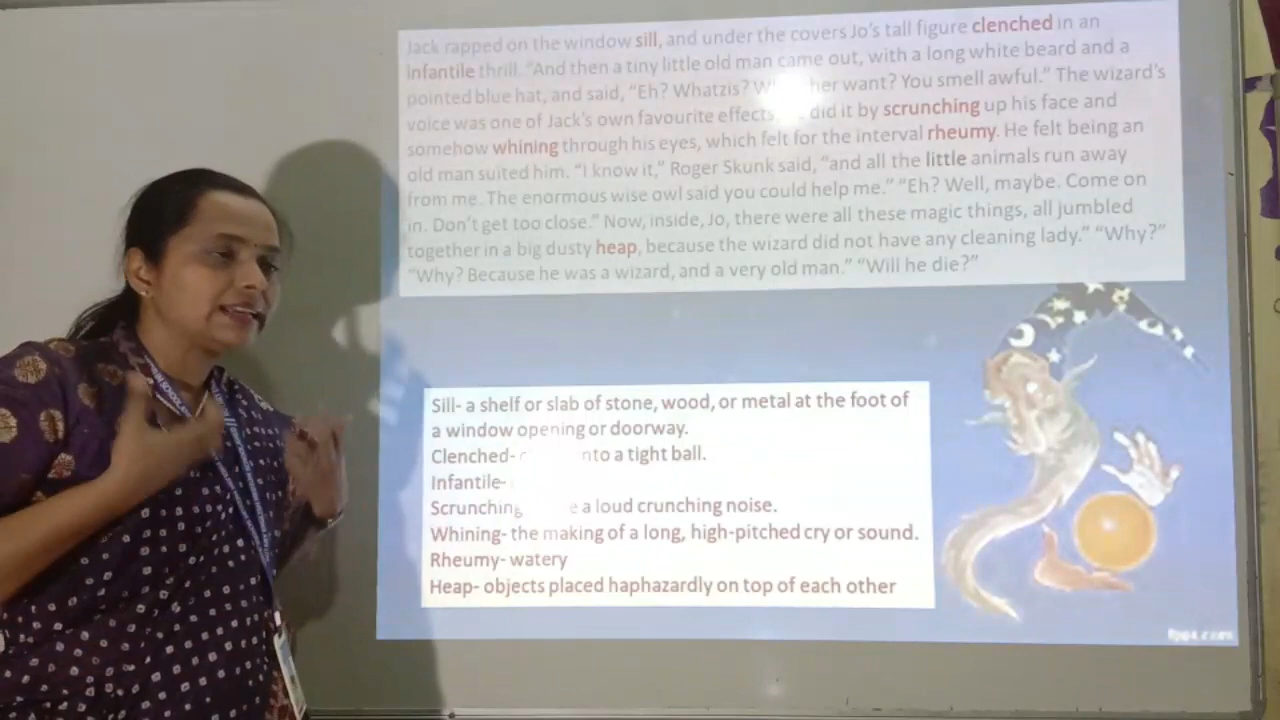 Jack rapped on the window sill, and under the covers Jo's tall figure clenched in an
infantile thrill. "And then a tiny little old man came out, with a long white beard and a
pointed blue hat, and said, "Eh? Whatzis? her want? You smell awful." The wizard's
voice was one of Jack's own favourite effects did it by scrunching up his face and
somehow whining through his eyes, which felt for the interval rheumy. He felt being an
old man suited him. "I know it," Roger Skunk said, "and all the little animals run away
from me. The enormous wise owl said you could help me." "Eh? Well, maybe. Come on
in. Don't get too close." Now, inside, Jo, there were all these magic things, all jumbled
together in a big dusty heap, because the wizard did not have any cleaning lady." "Why?"
"Why? Because he was a wizard, and a very old man." "Will he die?"
Sill- a shelf or slab of stone, wood, or metal at the foot of
a window opening or doorway.
Clenched- to a tight ball.
Infantile-
Scrunching a loud crunching noise.
Whining- the making of a long, high-pitched cry or sound.
Rheumy- watery
Heap- objects placed haphazardly on top of each other